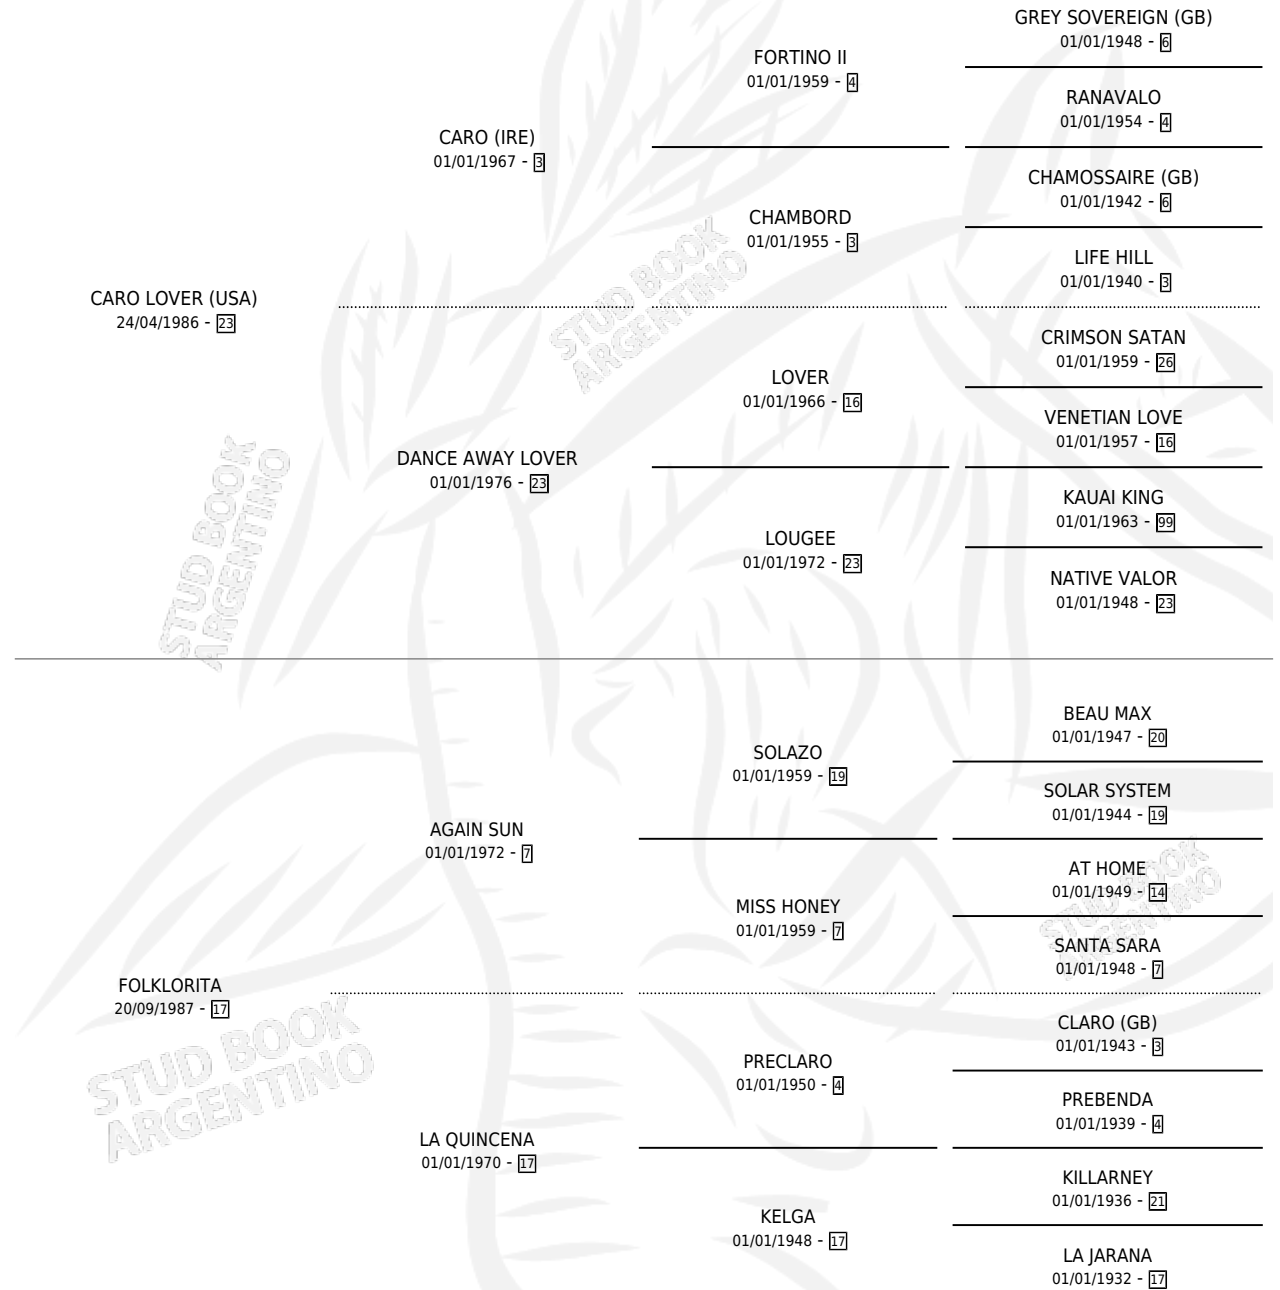 GREY SOVEREIGN (GB)
01/01/1948 - 6
FORTINO II
01/01/1959 - 4
RANAVALO
01/01/1954 - 4
CARO (IRE)
01/01/1967 - 3
CHAMOSSAIRE (GB)
01/01/1942 - 6
CHAMBORD
01/01/1955 - 3
LIFE HILL
01/01/1940 - 3
CARO LOVER (USA)
24/04/1986 - 23
CRIMSON SATAN
01/01/1959 - 26
LOVER
01/01/1966 - 16
VENETIAN LOVE
01/01/1957 - 16
DANCE AWAY LOVER
01/01/1976 - 23
KAUAI KING
01/01/1963 - 99
LOUGEE
01/01/1972 - 23
NATIVE VALOR
01/01/1948 - 23
BEAU MAX
01/01/1947 - 20
SOLAZO
01/01/1959 - 19
SOLAR SYSTEM
01/01/1944 - 19
AGAIN SUN
01/01/1972 - 7
AT HOME
01/01/1949 - 14
MISS HONEY
01/01/1959 - 7
SANTA SARA
01/01/1948 - 7
FOLKLORITA
20/09/1987 - 17
CLARO (GB)
01/01/1943 - 3
PRECLARO
01/01/1950 - 4
PREBENDA
01/01/1939 - 4
LA QUINCENA
01/01/1970 - 17
KILLARNEY
01/01/1936 - 21
KELGA
01/01/1948 - 17
LA JARANA
01/01/1932 - 17
STUD BOOK
ARGENTINO
STUD BOOK
ARGENTINO
STUD BOOK
ARGENTINO
STUD BOOK
ARGENTINO